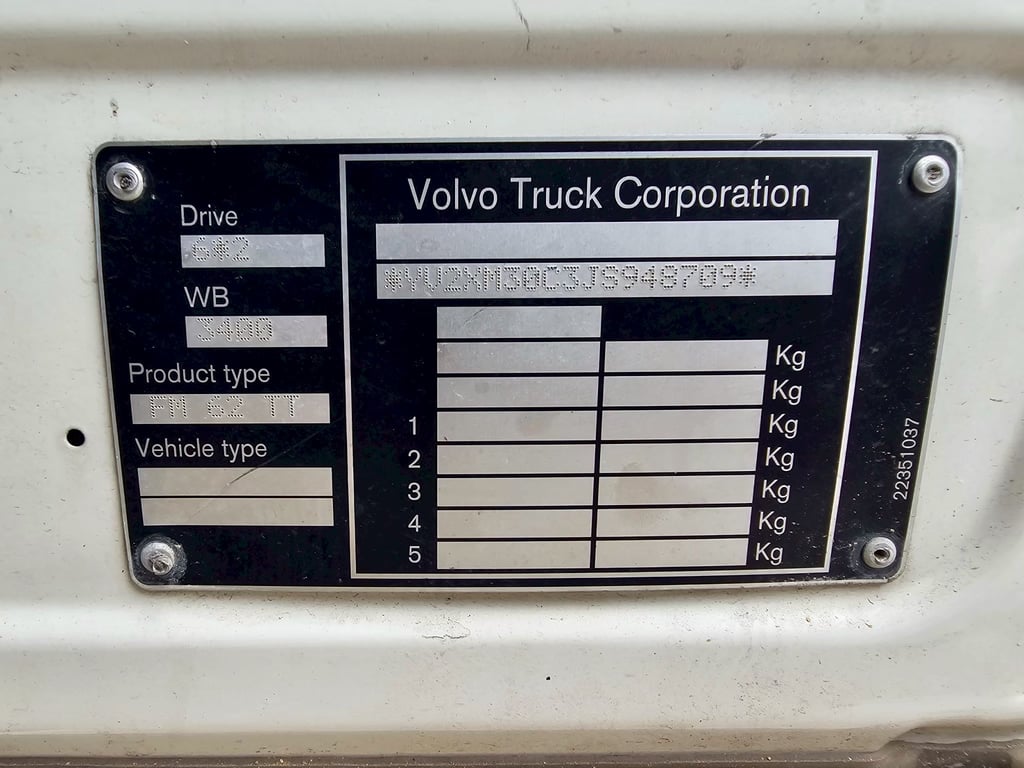 Volvo Truck Corporation
*YV2XM30C3JS948709*
Drive
6*2
WB
3400
Product type
FM 62 TT
Vehicle type
Kg
Kg
1 Kg
2 Kg
3 Kg
4 Kg
5 Kg
22351037